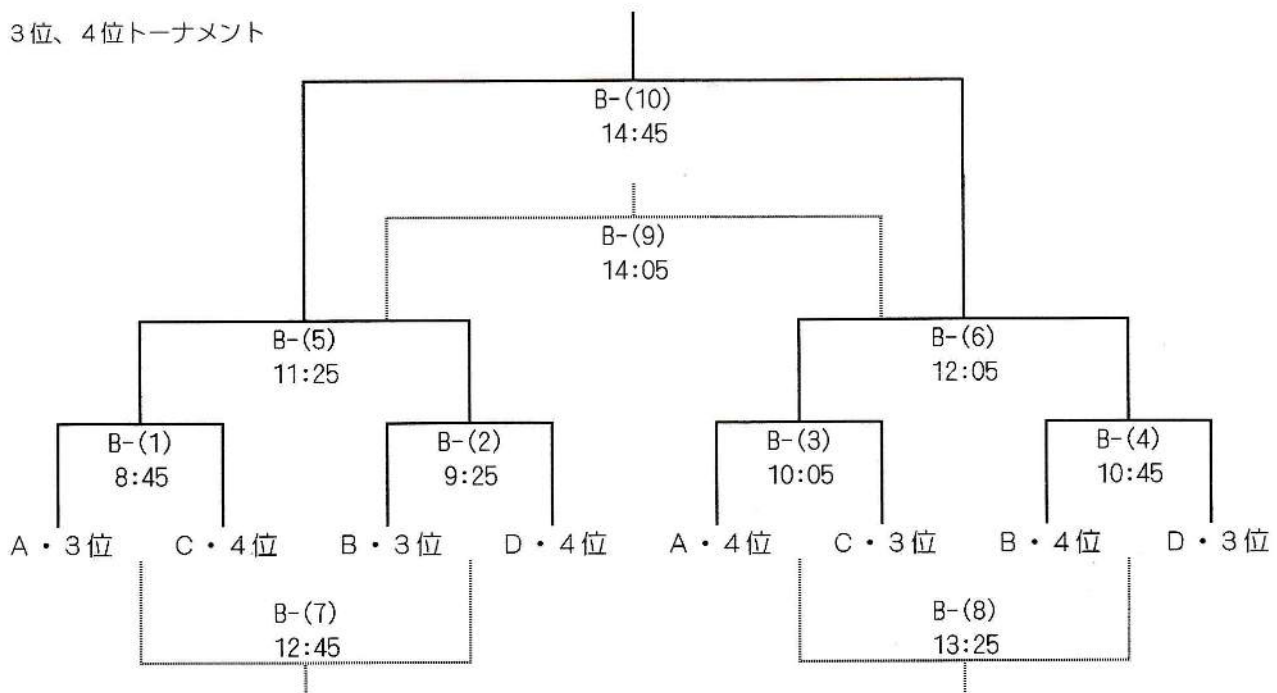 3位、4位トーナメント
B-(10)
14:45
B-(9)
14:05
B-(5)
11:25
B-(6)
12:05
B-(1)
8:45
B-(2)
9:25
B-(3)
10:05
B-(4)
10:45
A・3位 C・4位 B・3位 D・4位 A・4位 C・3位 B・4位 D・3位
B-(7)
12:45
B-(8)
13:25